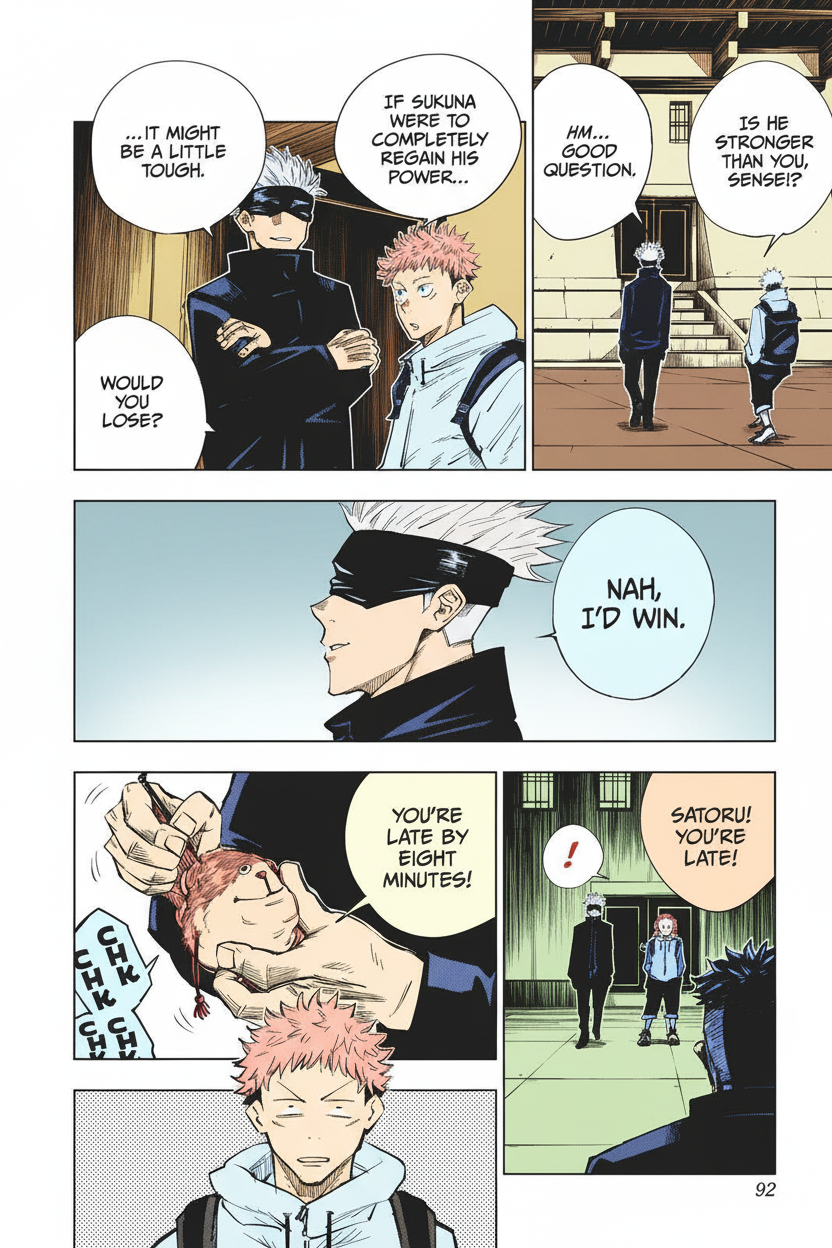 IS HE
STRONGER
THAN YOU,
SENSEI?
HM...
GOOD
QUESTION.
IF SUKUNA
WERE TO
COMPLETELY
REGAIN HIS
POWER...
...IT MIGHT
BE A LITTLE
TOUGH.
WOULD
YOU
LOSE?
NAH,
I'D WIN.
SATORU!
YOU'RE
LATE!
!
YOU'RE
LATE BY
EIGHT
MINUTES!
CHK
CHK
CHK
CHK
92